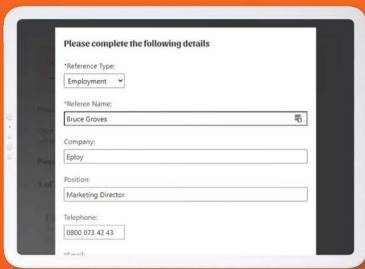 Please complete the following details
*Reference Type:
Employment
*Referee Name:
Bruce Groves
Company:
Eploy
Position:
Marketing Director
Telephone:
0800 073 42 43